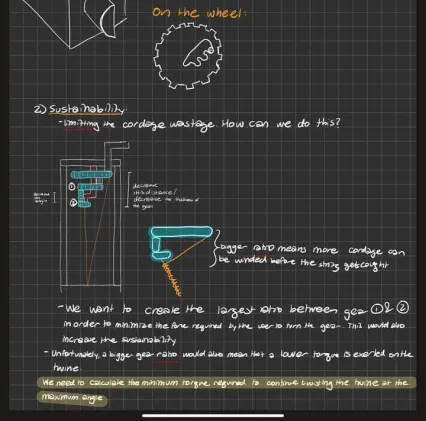 On the wheel:
2) Sustainability:
- Limiting the cordage wastage. How can we do this?
①
②
decrease
this distance/
decrease the thickness of
the gears
bigger ratio means more cordage can
be winded before the string gets caught
- We want to create the largest ratio between gear ① & ②
in order to minimize the force required by the user to turn the gear. This would also
increase the sustainability
- Unfortunately, a bigger gear ratio would also mean that a lower torque is exerted on the
twine.
We need to calculate the minimum torque required to continue twisting the twine at the
maximum angle